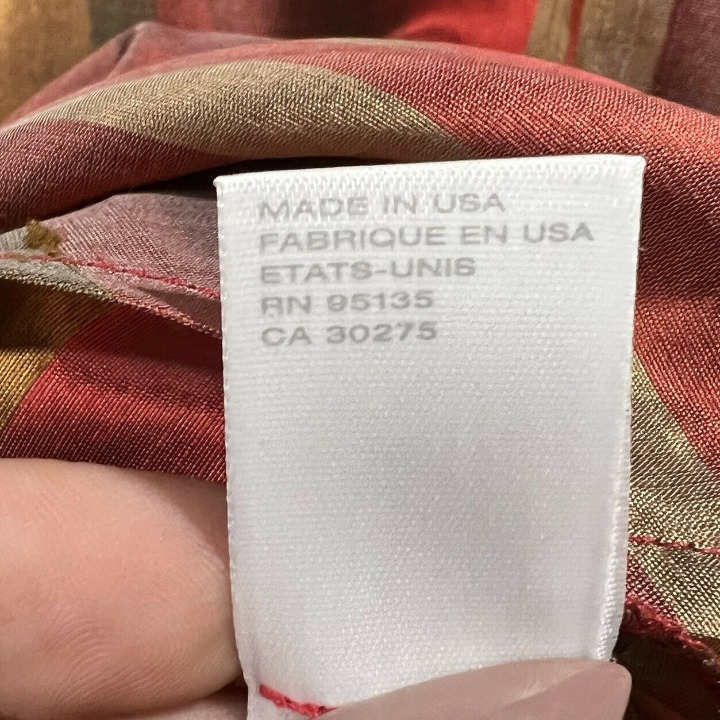 MADE IN USA
FABRIQUE EN USA
ETATS-UNIS
RN 95135
CA 30275